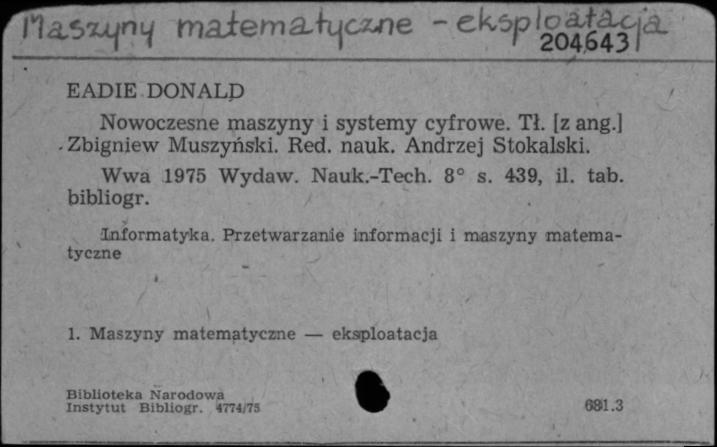 Maszyny matematyczne - eksploatacja
204643
EADIE DONALD
Nowoczesne maszyny i systemy cyfrowe. Tł. [z ang.]
Zbigniew Muszyński. Red. nauk. Andrzej Stokalski.
Wwa 1975 Wydaw. Nauk.-Tech. 8° s. 439, il. tab.
bibliogr.
Informatyka. Przetwarzanie informacji i maszyny matema-
tyczne
1. Maszyny matematyczne — eksploatacja
Biblioteka Narodowa
Instytut Bibliogr. 4774/75
681.3